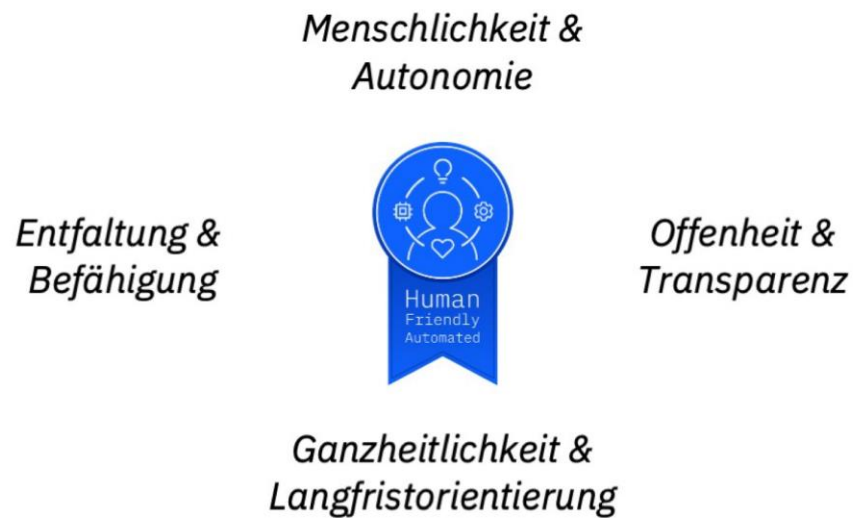 Menschlichkeit &
Autonomie
Entfaltung &
Befähigung
Human
Friendly
Automated
Offenheit &
Transparenz
Ganzheitlichkeit &
Langfristorientierung